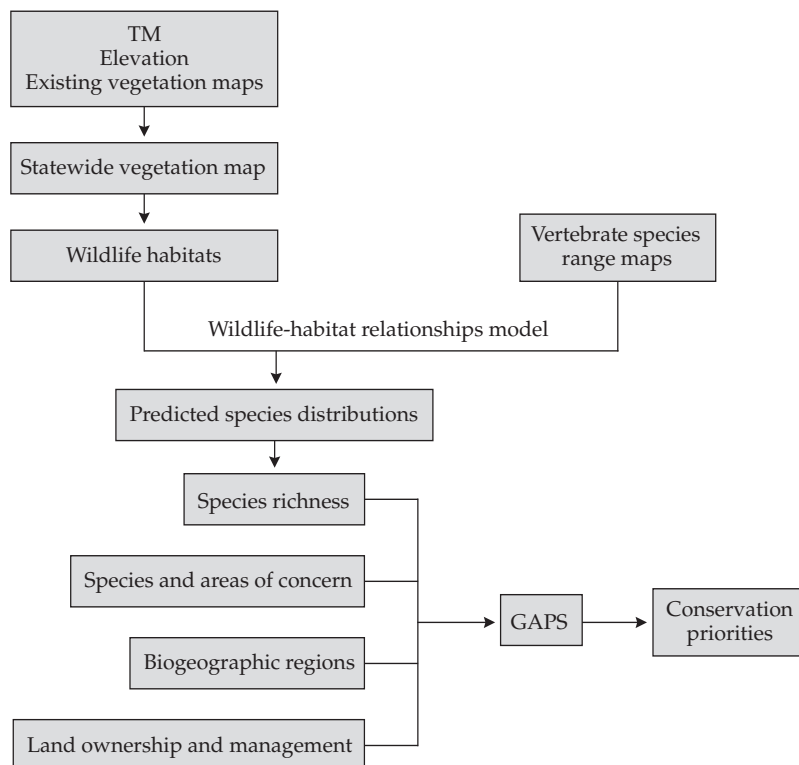 TM
Elevation
Existing vegetation maps
Statewide vegetation map
Wildlife habitats
Vertebrate species
range maps
Wildlife-habitat relationships model
Predicted species distributions
Species richness
Species and areas of concern
GAPS
Conservation
priorities
Biogeographic regions
Land ownership and management